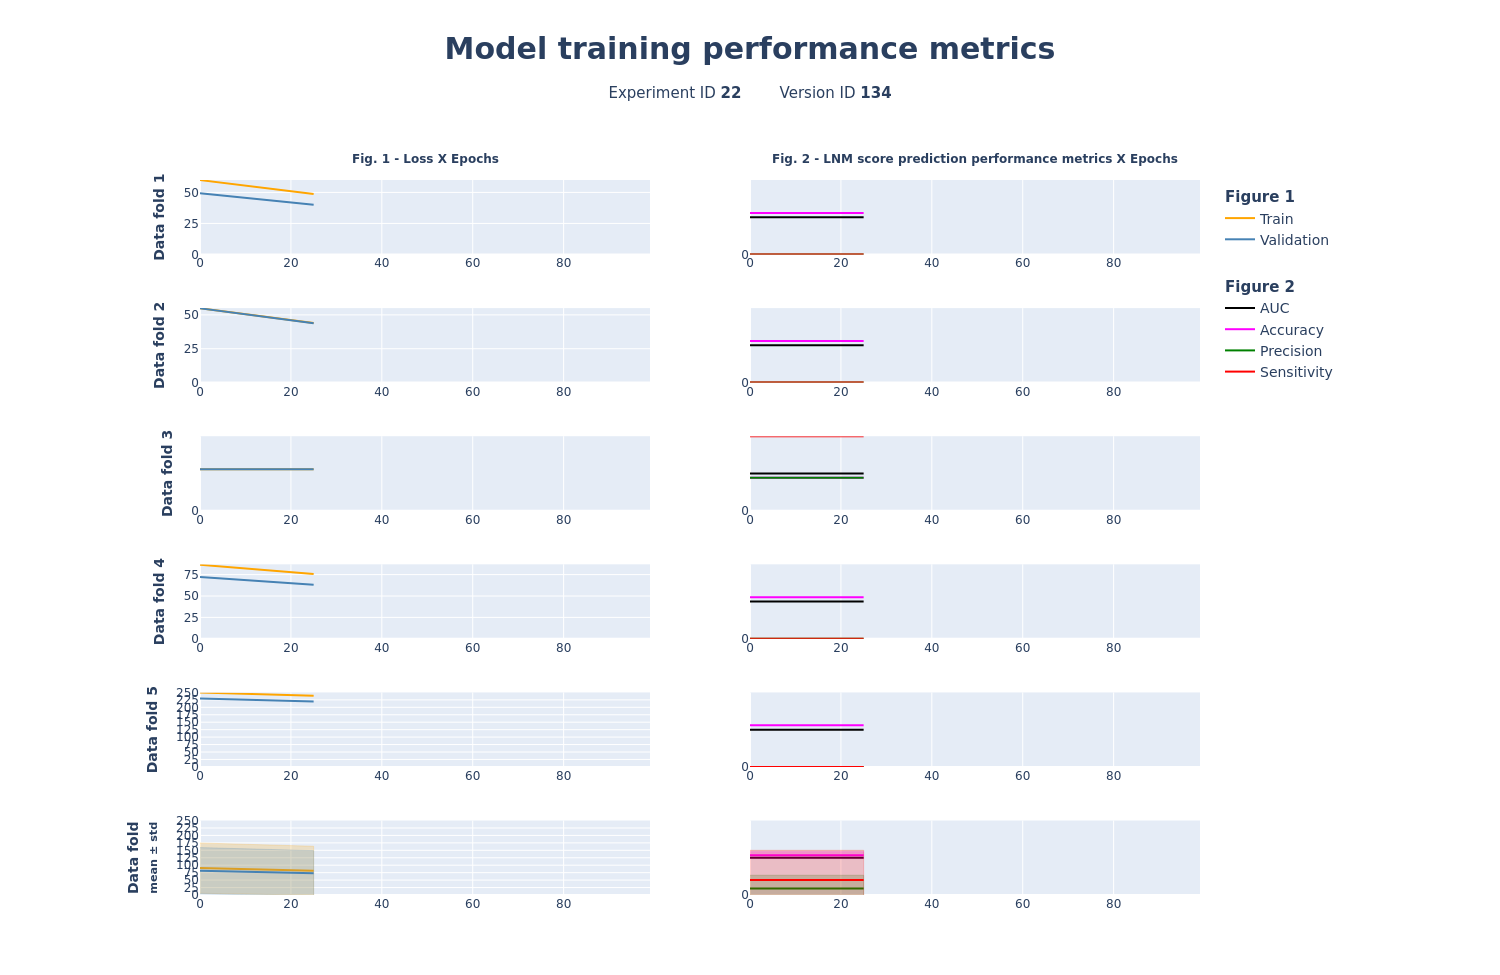 Model training performance metrics
Experiment ID 22 Version ID 134
Fig. 1 - Loss X Epochs
Fig. 2 - LNM score prediction performance metrics X Epochs
Data fold 1
50
25
0
0 20 40 60 80
0
0 20 40 60 80
Figure 1
Train
Validation
Figure 2
AUC
Accuracy
Precision
Sensitivity
Data fold 2
50
25
0
0 20 40 60 80
0
0 20 40 60 80
Data fold 3
0
0 20 40 60 80
0
0 20 40 60 80
Data fold 4
75
50
25
0
0 20 40 60 80
0
0 20 40 60 80
Data fold 5
250
225
200
175
150
125
100
75
50
25
0
0 20 40 60 80
0
0 20 40 60 80
Data fold
mean ± std
250
225
200
175
150
125
100
75
50
25
0
0 20 40 60 80
0
0 20 40 60 80